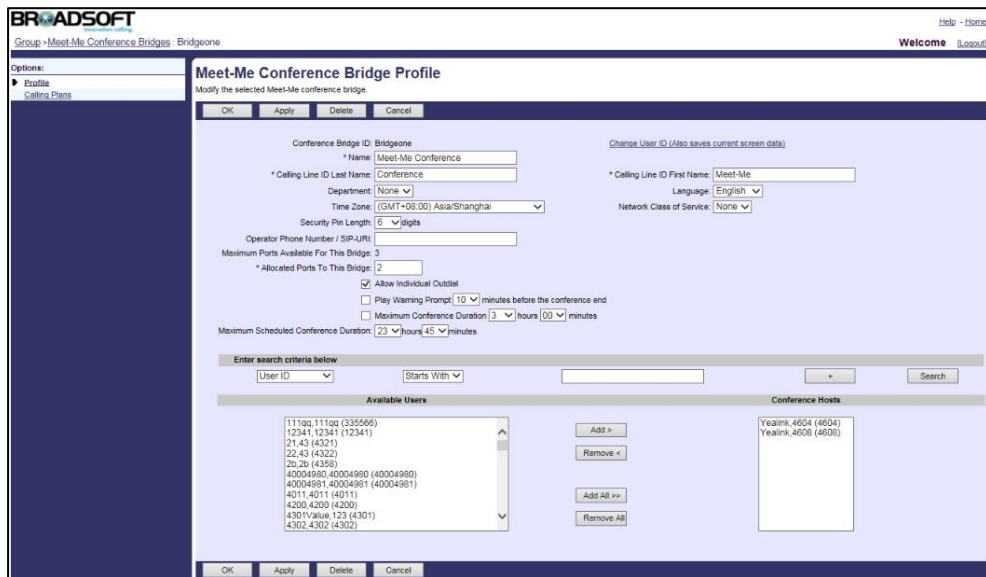 BROADSOFT
Innovation calling.
Help - Home
Group >Meet-Me Conference Bridges : Bridgeone
Welcome [Logout]
Options:
Profile
Calling Plans
Meet-Me Conference Bridge Profile
Modify the selected Meet-Me conference bridge.
OK Apply Delete Cancel
Conference Bridge ID: Bridgeone Change User ID (Also saves current screen data)
* Name: Meet-Me Conference
* Calling Line ID Last Name: Conference * Calling Line ID First Name: Meet-Me
Department: None Language: English
Time Zone: (GMT+08:00) Asia/Shanghai Network Class of Service: None
Security Pin Length: 6 digits
Operator Phone Number / SIP-URI:
Maximum Ports Available For This Bridge: 3
* Allocated Ports To This Bridge: 2
Allow Individual Outdial
Play Warning Prompt 10 minutes before the conference end
Maximum Conference Duration 3 hours 00 minutes
Maximum Scheduled Conference Duration: 23 hours 45 minutes
Enter search criteria below
User ID Starts With + Search
Available Users Conference Hosts
111qq,111qq (335566)
12341,12341 (12341)
21,43 (4321)
22,43 (4322)
2b,2b (4358)
40004980,40004980 (40004980)
40004981,40004981 (40004981)
4011,4011 (4011)
4200,4200 (4200)
4301Value,123 (4301)
4302,4302 (4302)
Add >
Remove <
Add All >>
Remove All
Yealink,4604 (4604)
Yealink,4608 (4608)
OK Apply Delete Cancel